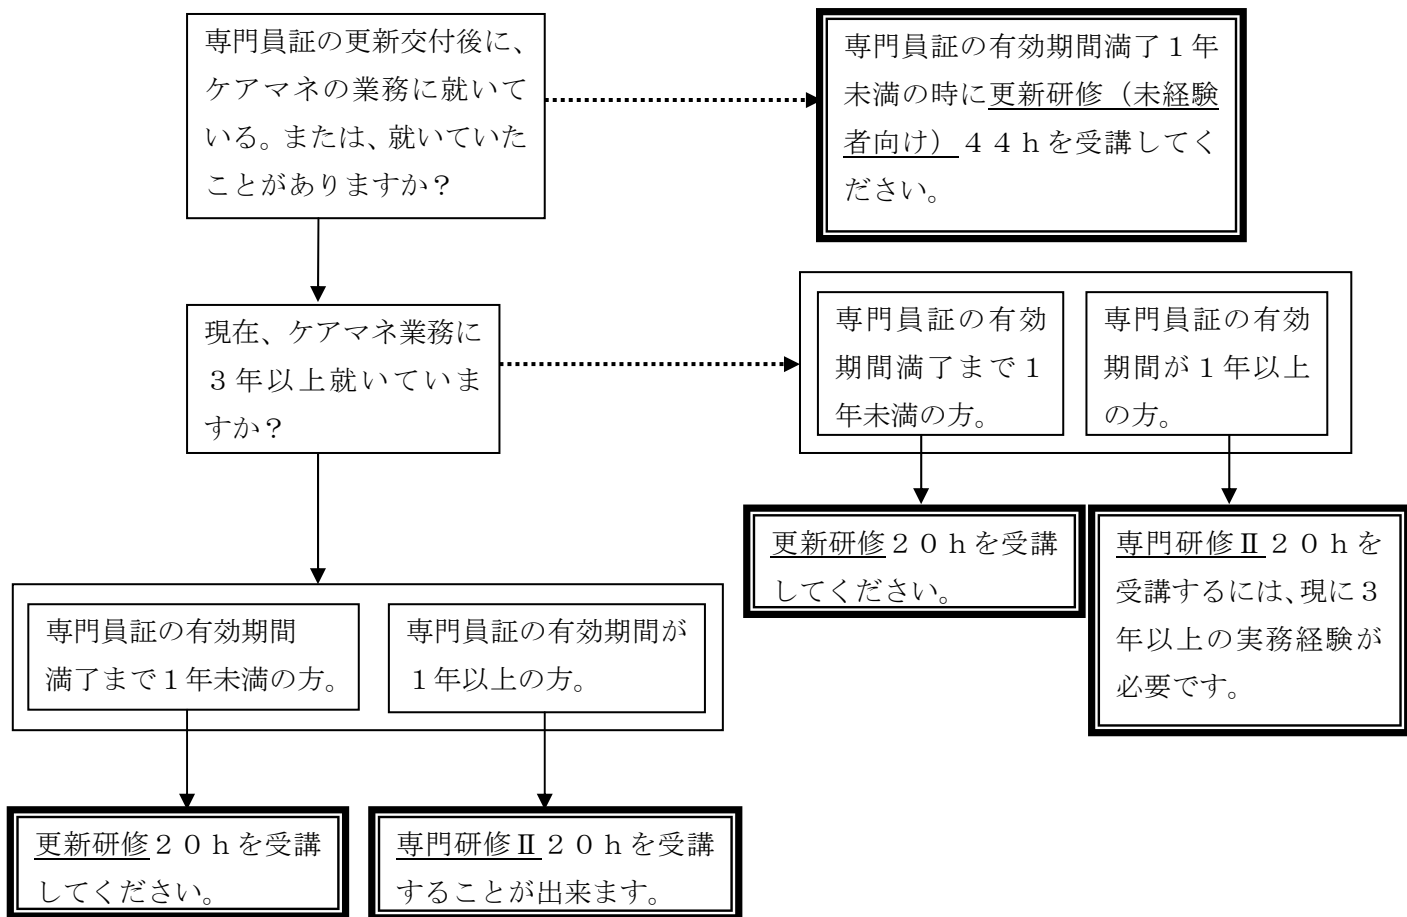 専門員証の更新交付後に、
ケアマネの業務に就いて
いる。または、就いていた
ことがありますか？
専門員証の有効期間満了１年
未満の時に更新研修（未経験
者向け）４４ｈを受講してく
ださい。
現在、ケアマネ業務に
３年以上就いていま
すか？
専門員証の有効
期間満了まで１
年未満の方。
専門員証の有効
期間が１年以上
の方。
更新研修２０ｈを受講
してください。
専門研修Ⅱ２０ｈを
受講するには、現に３
年以上の実務経験が
必要です。
専門員証の有効期間
満了まで１年未満の方。
専門員証の有効期間が
１年以上の方。
更新研修２０ｈを受講
してください。
専門研修Ⅱ２０ｈを受講
することが出来ます。